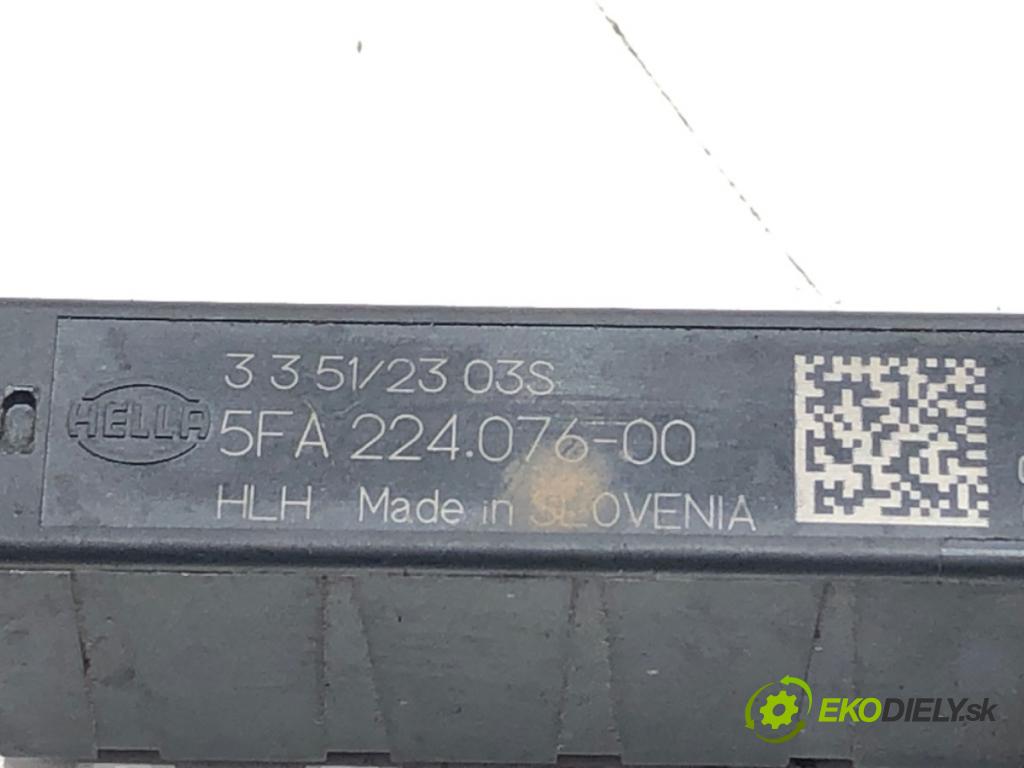 3 3 51/23 03S
HELLA
5FA 224.076-00
HLH Made in SLOVENIA
EKODIELY.sk